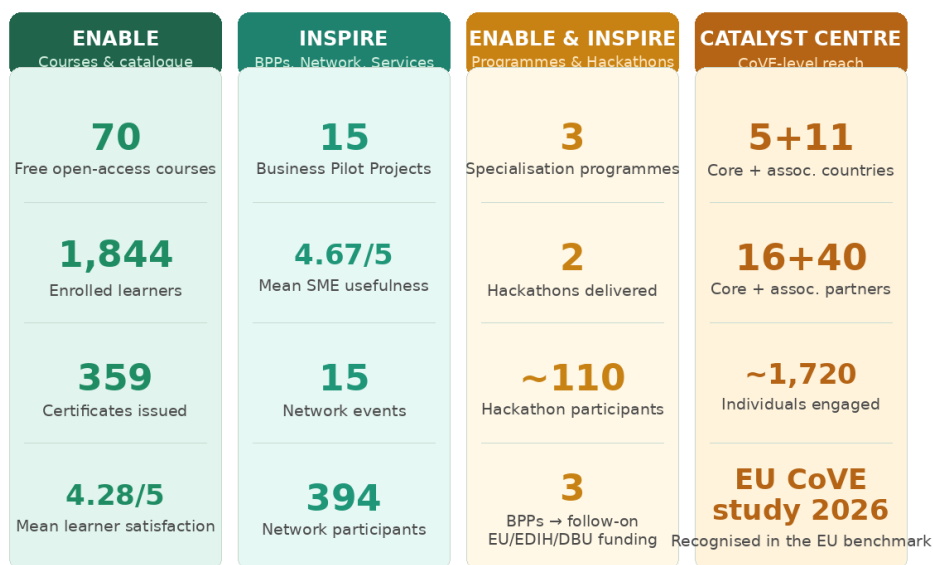 ENABLE
Courses & catalogue
70
Free open-access courses
1,844
Enrolled learners
359
Certificates issued
4.28/5
Mean learner satisfaction
INSPIRE
BPPs, Network, Services
15
Business Pilot Projects
4.67/5
Mean SME usefulness
15
Network events
394
Network participants
ENABLE & INSPIRE
Programmes & Hackathons
3
Specialisation programmes
2
Hackathons delivered
~110
Hackathon participants
3
BPPs → follow-on
EU/EDIH/DBU funding
CATALYST CENTRE
CoVE-level reach
5+11
Core + assoc. countries
16+40
Core + assoc. partners
~1,720
Individuals engaged
EU CoVE
study 2026
Recognised in the EU benchmark